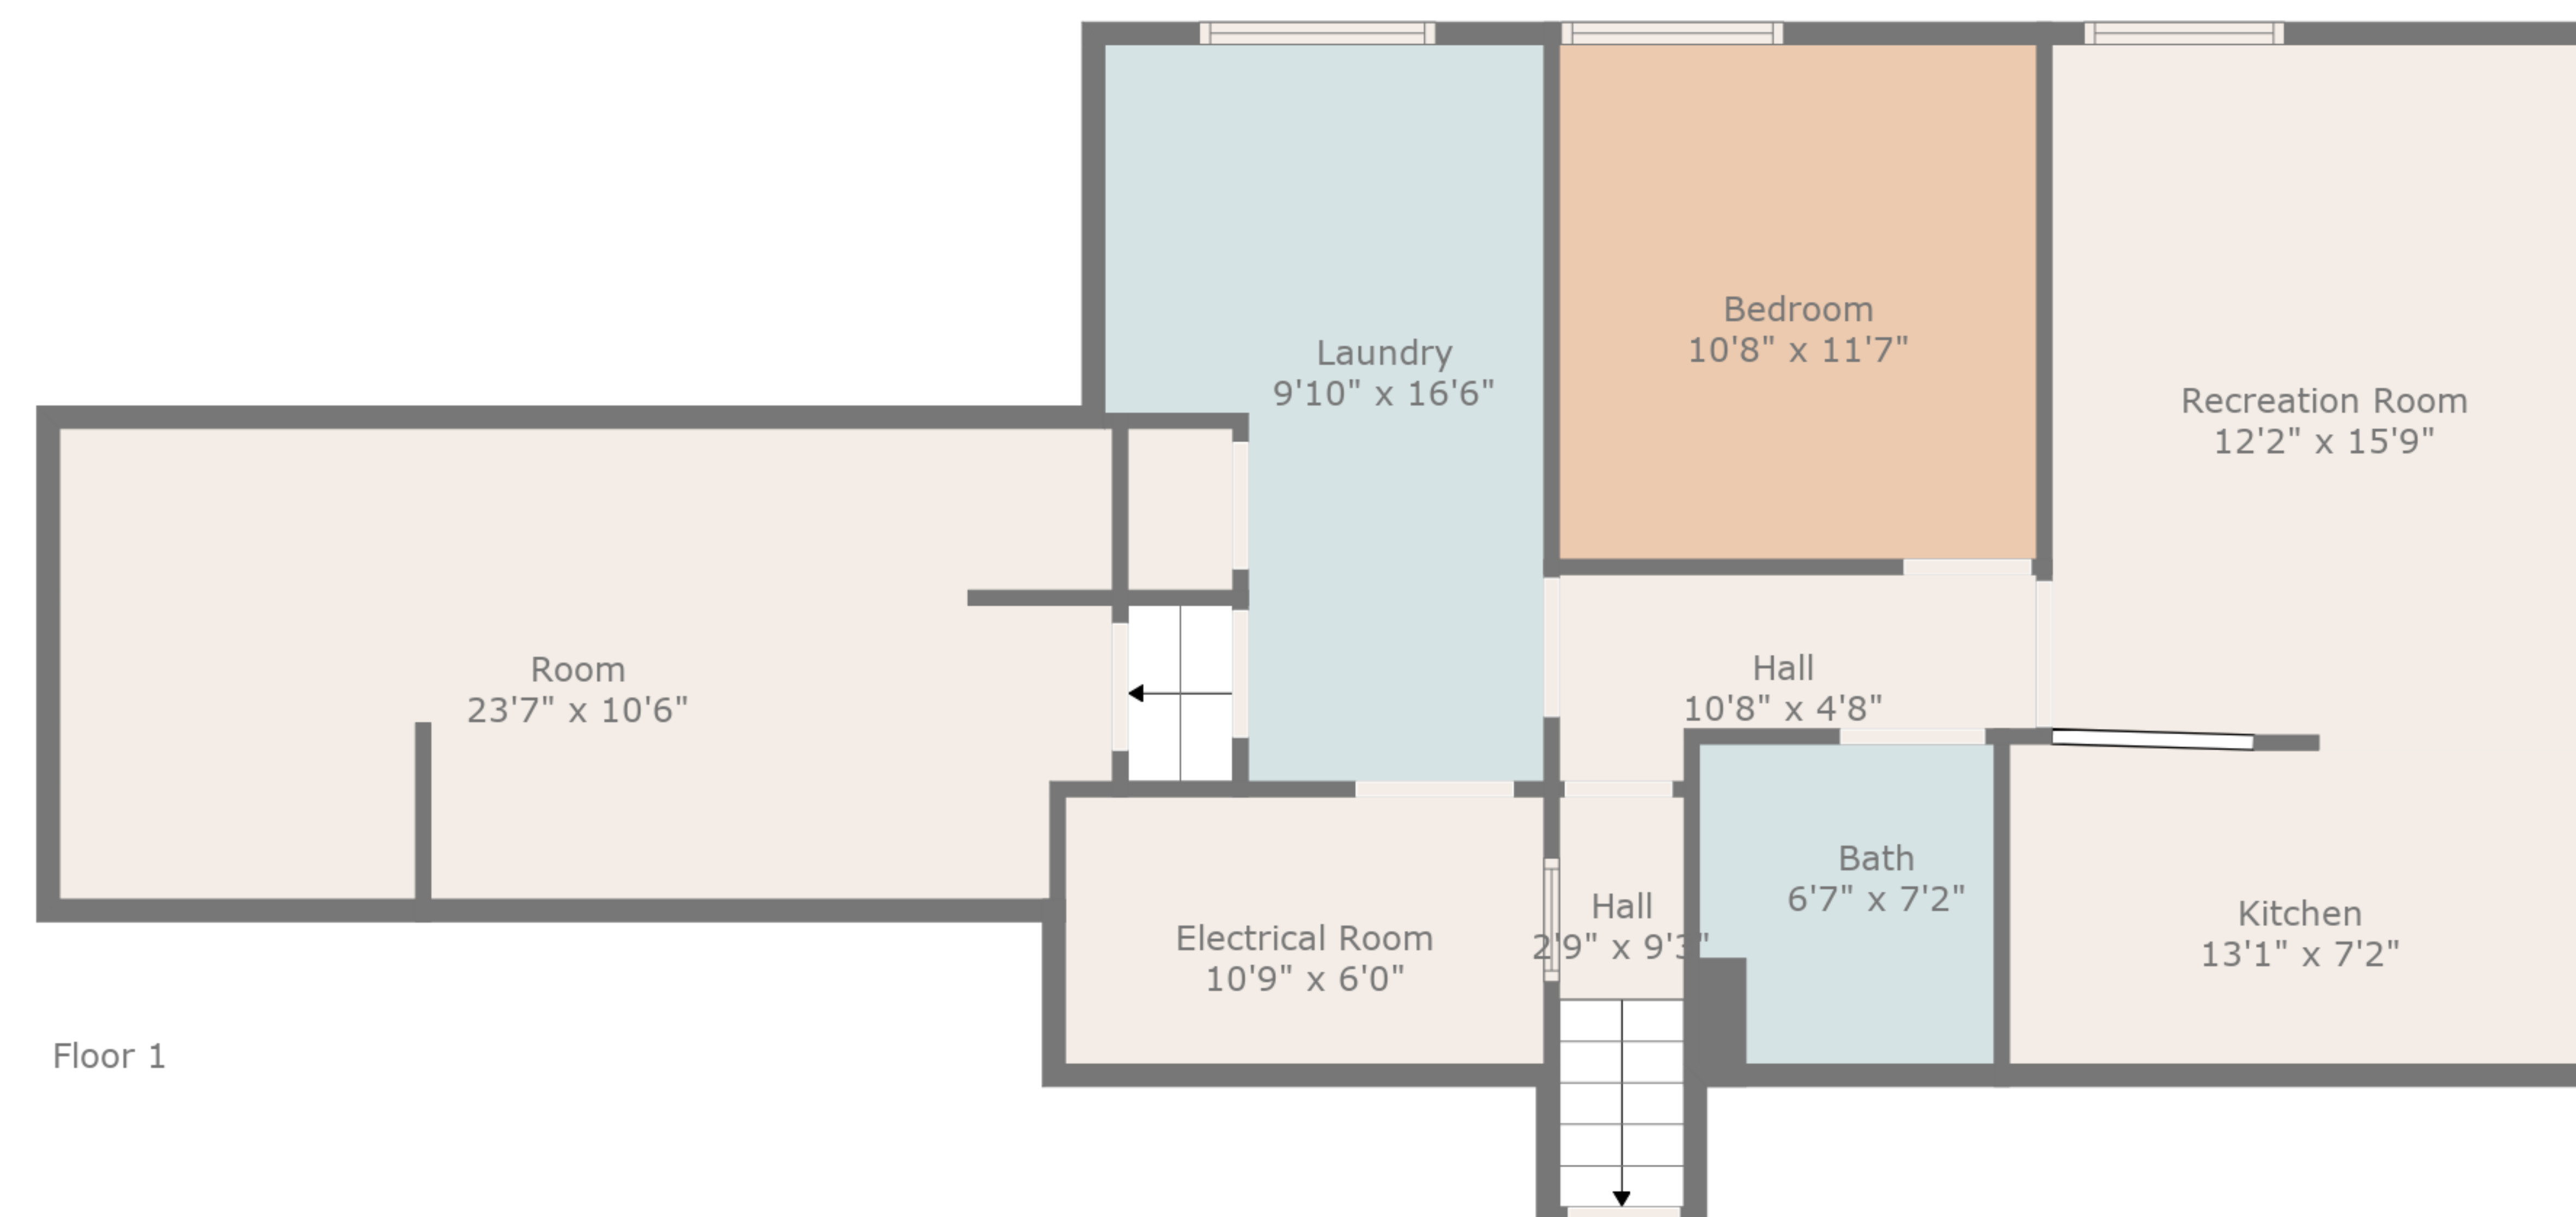 Bedroom
10'8" x 11'7"
Laundry
9'10" x 16'6"
Recreation Room
12'2" x 15'9"
Room
23'7" x 10'6"
Hall
10'8" x 4'8"
Bath
6'7" x 7'2"
Hall
2'9" x 9'3"
Kitchen
13'1" x 7'2"
Electrical Room
10'9" x 6'0"
Floor 1